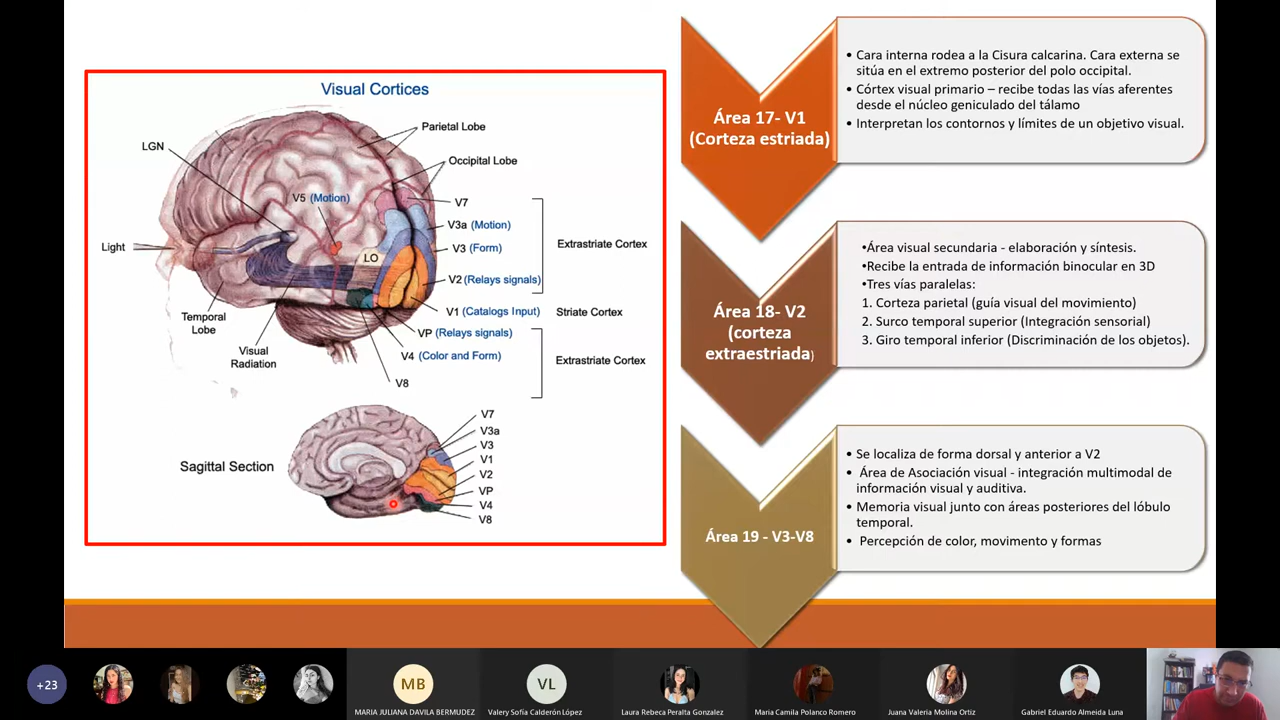 Visual Cortices
Parietal Lobe
LGN
Occipital Lobe
V5 (Motion)
V7
V3a (Motion)
Light
V3 (Form)
Extrastriate Cortex
LO
V2 (Relays signals)
V1 (Catalogs Input)
Striate Cortex
Temporal
Lobe
VP (Relays signals)
Visual
Radiation
V4 (Color and Form)
Extrastriate Cortex
V8
Sagittal Section
V7
V3a
V3
V1
V2
VP
V4
V8
Área 17- V1
(Corteza estriada)
• Cara interna rodea a la Cisura calcarina. Cara externa se
sitúa en el extremo posterior del polo occipital.
• Córtex visual primario – recibe todas las vías aferentes
desde el núcleo geniculado del tálamo
• Interpretan los contornos y límites de un objetivo visual.
Área 18- V2
(corteza
extraestriada)
•Área visual secundaria - elaboración y síntesis.
•Recibe la entrada de información binocular en 3D
•Tres vías paralelas:
1. Corteza parietal (guía visual del movimiento)
2. Surco temporal superior (Integración sensorial)
3. Giro temporal inferior (Discriminación de los objetos).
Área 19 - V3-V8
• Se localiza de forma dorsal y anterior a V2
• Área de Asociación visual - integración multimodal de
información visual y auditiva.
• Memoria visual junto con áreas posteriores del lóbulo
temporal.
• Percepción de color, movimento y formas
+23
MB
MARIA JULIANA DAVILA BERMUDEZ
VL
Valery Sofía Calderón López
Laura Rebeca Peralta Gonzalez
Maria Camila Polanco Romero
Juana Valeria Molina Ortiz
Gabriel Eduardo Almeida Luna